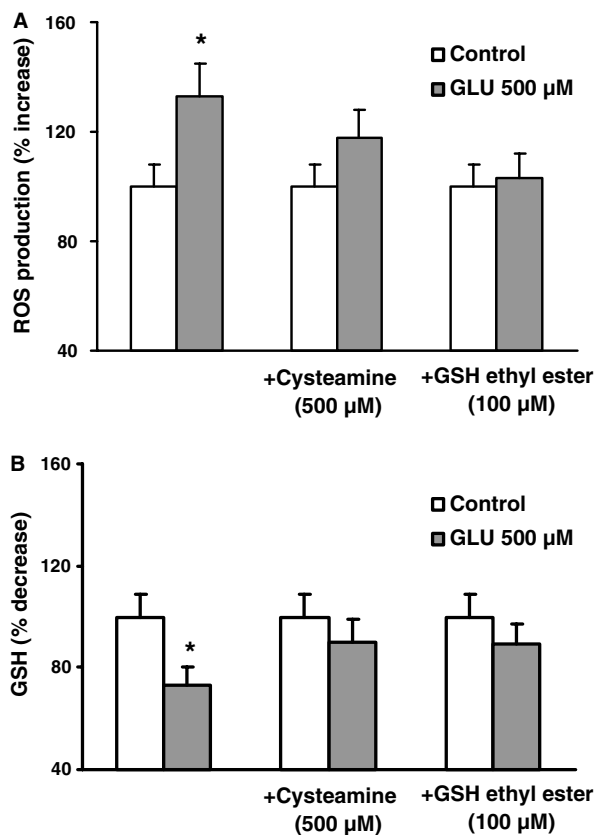 A
160
120
80
40
ROS production (% increase)
*
Control
GLU 500 µM
+Cysteamine
(500 µM)
+GSH ethyl ester
(100 µM)
B
160
120
80
40
GSH (% decrease)
*
Control
GLU 500 µM
+Cysteamine
(500 µM)
+GSH ethyl ester
(100 µM)